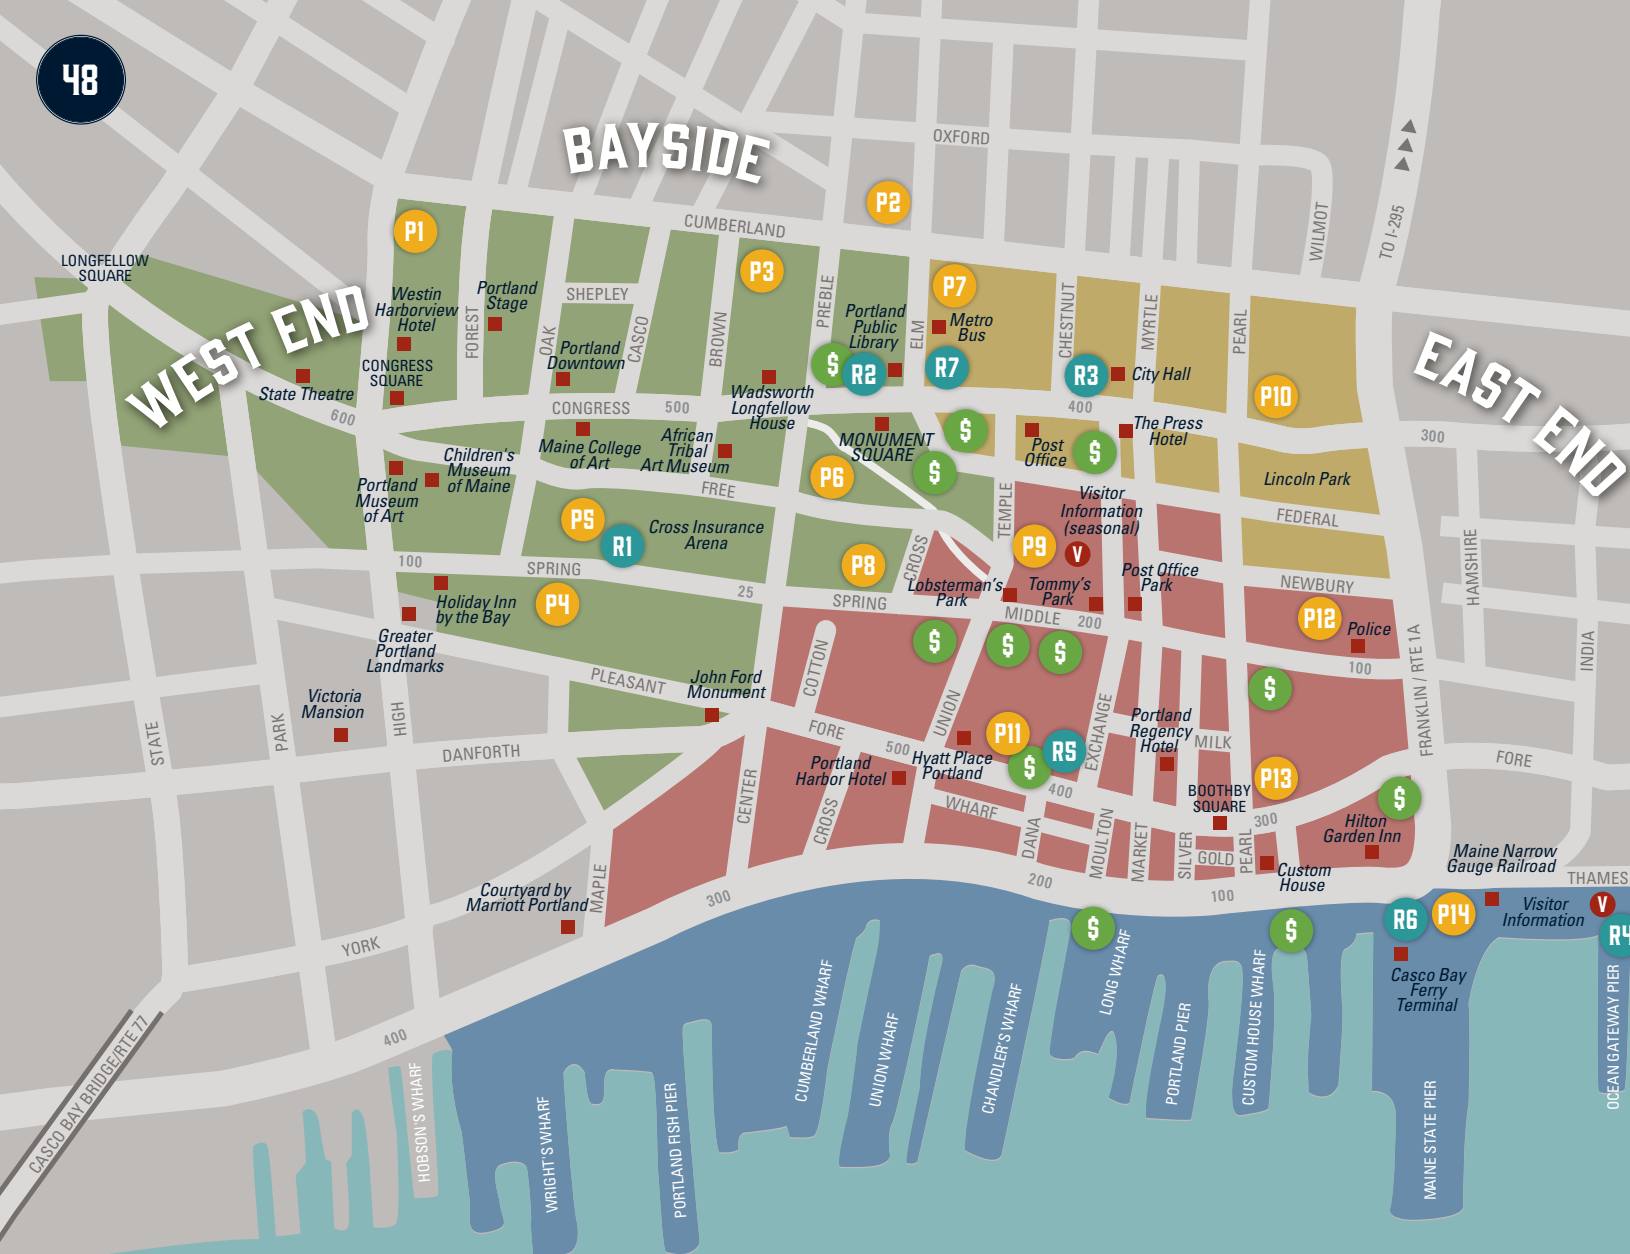 48
BAYSIDE
OXFORD
P2
P1
CUMBERLAND
WILMOT
TO I-295
LONGFELLOW
SQUARE
P3
P7
Westin
Harborview
Hotel
Portland
Stage
SHEPLEY
PREBLE
Portland
Public
Library
ELM
Metro
Bus
CHESTNUT
MYRTLE
PEARL
WEST END
FOREST
OAK
CASCO
BROWN
EAST END
CONGRESS
SQUARE
State Theatre
Portland
Downtown
$
R2
R7
R3
City Hall
P10
Wadsworth
Longfellow
House
600
CONGRESS
500
400
300
MONUMENT
SQUARE
$
Post
Office
The Press
Hotel
$
Maine College
of Art
African
Tribal
Art Museum
Children's
Museum
of Maine
Portland
Museum
of Art
P6
$
Lincoln Park
FREE
TEMPLE
Visitor
Information
(seasonal)
FEDERAL
P5
R1
Cross Insurance
Arena
P9
V
HAMSHIRE
100
SPRING
P8
CROSS
Post Office
Park
NEWBURY
Lobsterman's
Park
Tommy's
Park
25
SPRING
MIDDLE
200
P4
Holiday Inn
by the Bay
P12
Police
Greater
Portland
Landmarks
$
$
$
100
INDIA
COTTON
PLEASANT
John Ford
Monument
$
FRANKLIN / RTE 1A
Victoria
Mansion
UNION
EXCHANGE
Portland
Regency
Hotel
STATE
PARK
HIGH
FORE
500
P11
R5
MILK
DANFORTH
Hyatt Place
Portland
Portland
Harbor Hotel
$
P13
FORE
CENTER
CROSS
WHARF
400
BOOTHBY
SQUARE
300
$
Hilton
Garden Inn
DANA
MOULTON
MARKET
SILVER
GOLD
PEARL
Custom
House
Maine Narrow
Gauge Railroad
THAMES
Courtyard by
Marriott Portland
MAPLE
300
200
100
YORK
$
$
R6
P14
Visitor
Information
V
R4
Casco Bay
Ferry
Terminal
400
CASCO BAY BRIDGE/RTE 77
HOBSON'S WHARF
WRIGHT'S WHARF
PORTLAND FISH PIER
CUMBERLAND WHARF
UNION WHARF
CHANDLER'S WHARF
LONG WHARF
PORTLAND PIER
CUSTOM HOUSE WHARF
MAINE STATE PIER
OCEAN GATEWAY PIER